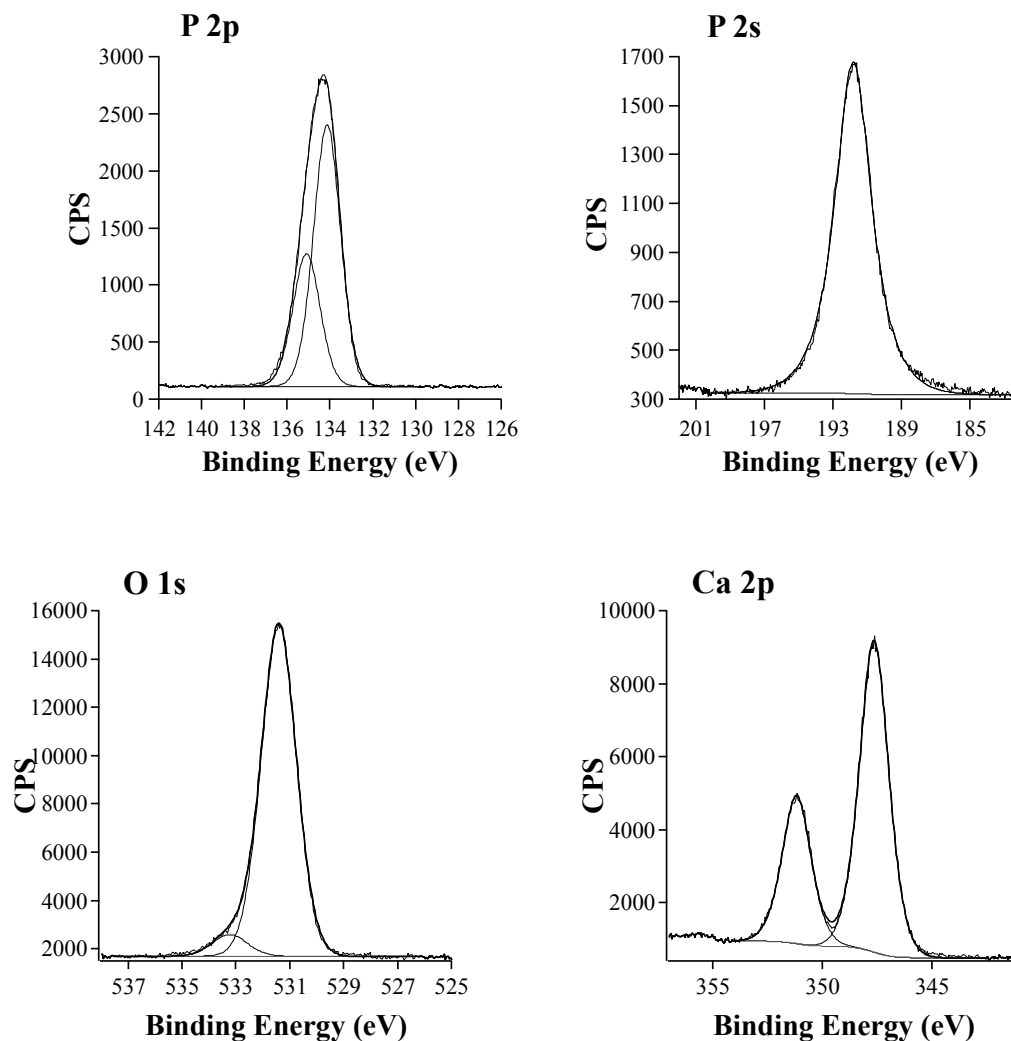 P 2p
3000
2500
2000
1500
1000
500
0
142 140 138 136 134 132 130 128 126
CPS
Binding Energy (eV)
P 2s
1700
1500
1300
1100
900
700
500
300
201 197 193 189 185
CPS
Binding Energy (eV)
O 1s
16000
14000
12000
10000
8000
6000
4000
2000
537 535 533 531 529 527 525
CPS
Binding Energy (eV)
Ca 2p
10000
8000
6000
4000
2000
355 350 345
CPS
Binding Energy (eV)